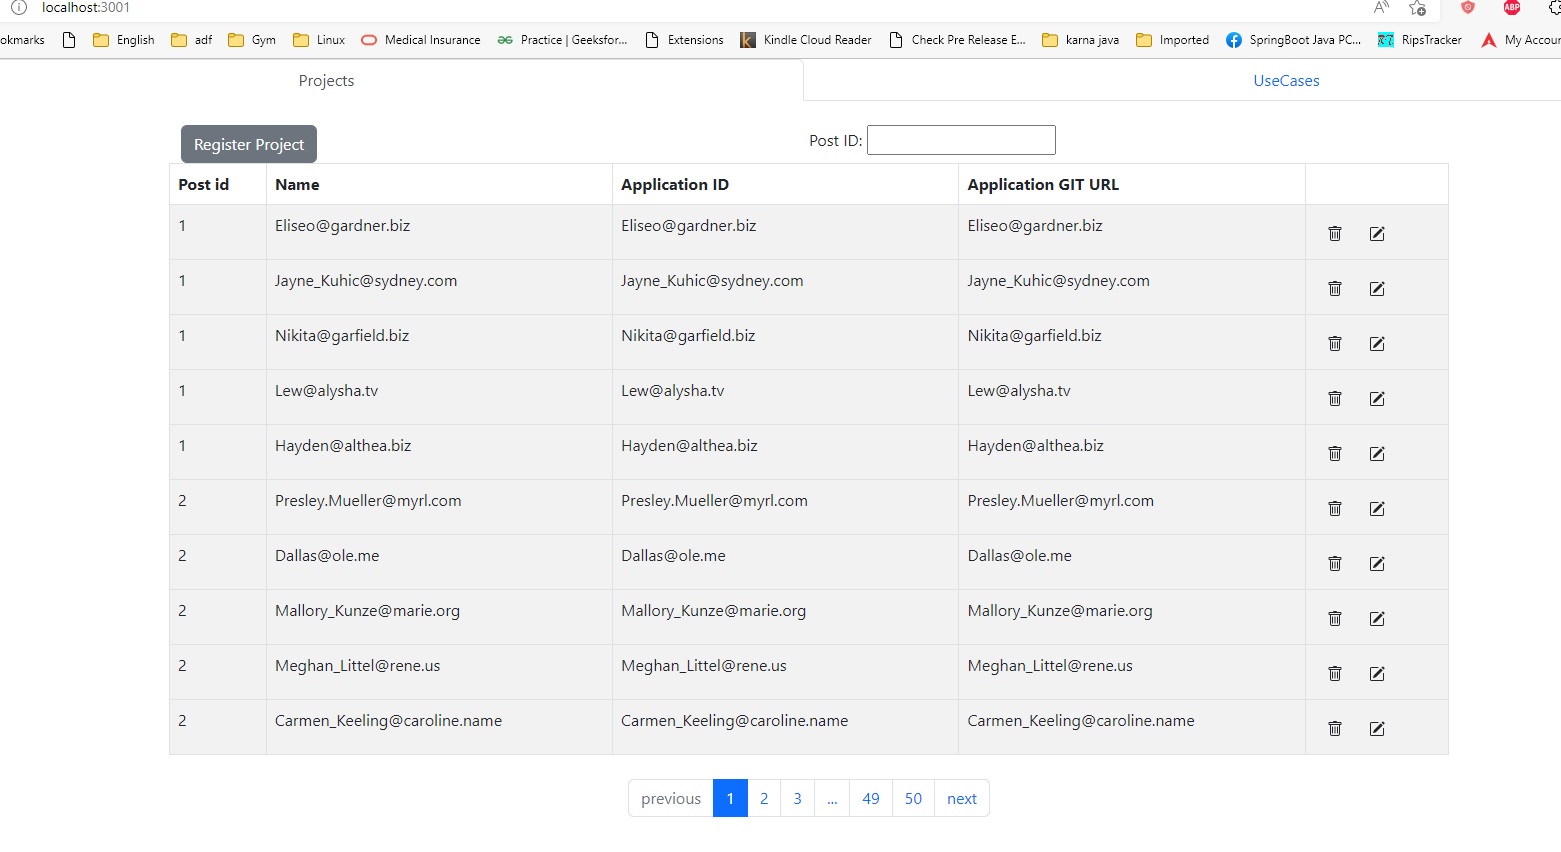 localhost:3001
okmarks English adf Gym Linux Medical Insurance Practice | Geeksfor... Extensions Kindle Cloud Reader Check Pre Release E... karna java Imported SpringBoot Java PC... RipsTracker My Accour
Projects UseCases
Register Project Post ID:
Post id Name Application ID Application GIT URL
1 Eliseo@gardner.biz Eliseo@gardner.biz Eliseo@gardner.biz
1 Jayne_Kuhic@sydney.com Jayne_Kuhic@sydney.com Jayne_Kuhic@sydney.com
1 Nikita@garfield.biz Nikita@garfield.biz Nikita@garfield.biz
1 Lew@alysha.tv Lew@alysha.tv Lew@alysha.tv
1 Hayden@althea.biz Hayden@althea.biz Hayden@althea.biz
2 Presley.Mueller@myrl.com Presley.Mueller@myrl.com Presley.Mueller@myrl.com
2 Dallas@ole.me Dallas@ole.me Dallas@ole.me
2 Mallory_Kunze@marie.org Mallory_Kunze@marie.org Mallory_Kunze@marie.org
2 Meghan_Littel@rene.us Meghan_Littel@rene.us Meghan_Littel@rene.us
2 Carmen_Keeling@caroline.name Carmen_Keeling@caroline.name Carmen_Keeling@caroline.name
previous 1 2 3 ... 49 50 next